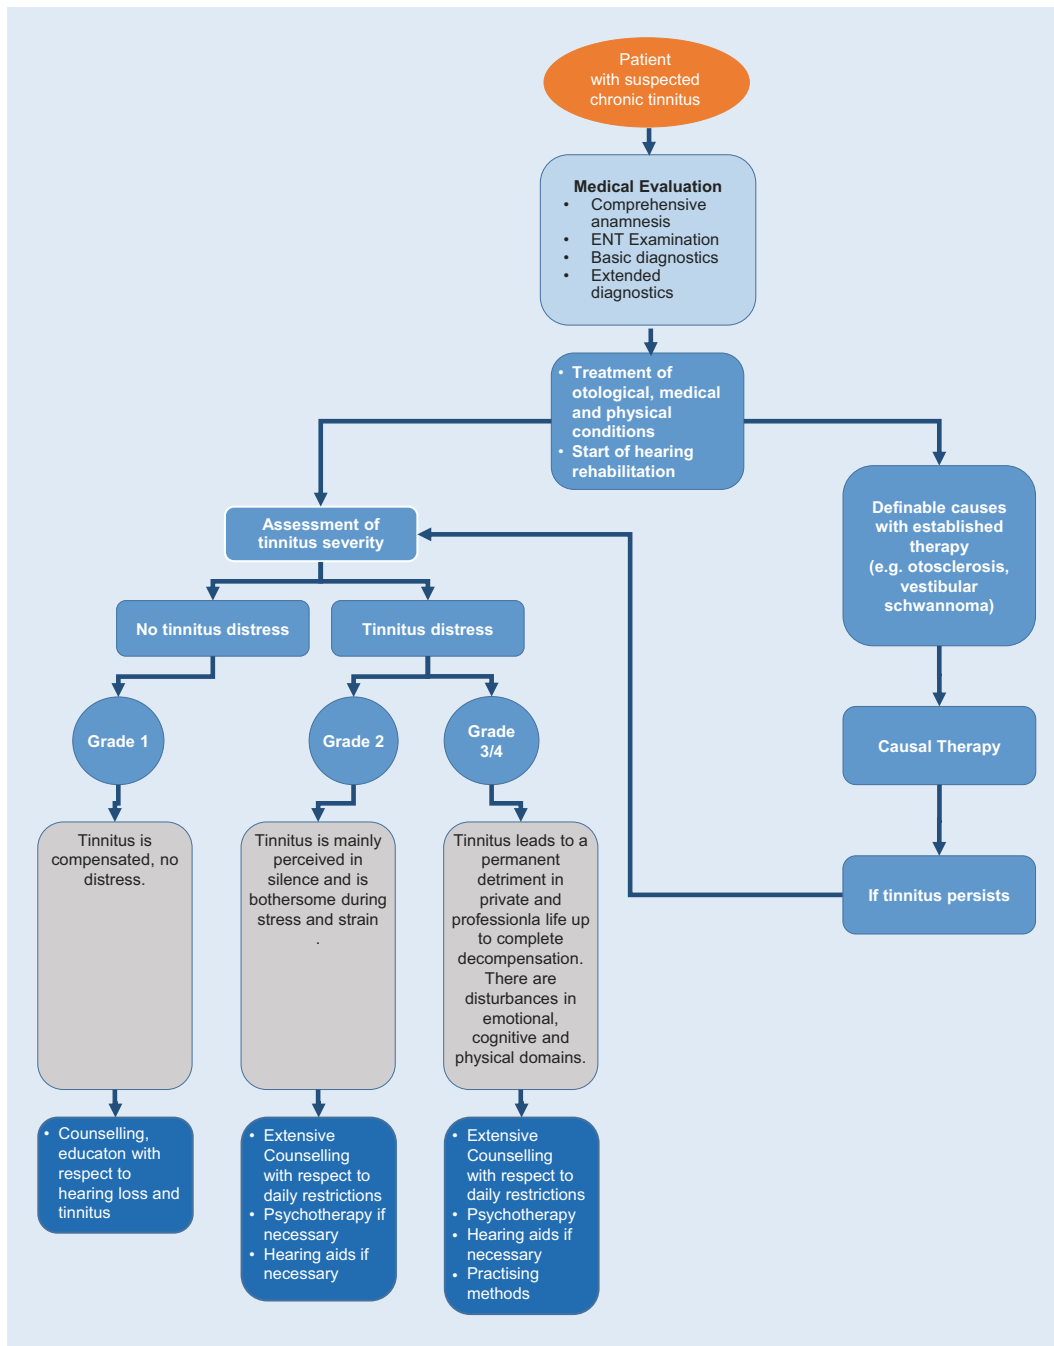 Patient
with suspected
chronic tinnitus
Medical Evaluation
• Comprehensive
anamnesis
• ENT Examination
• Basic diagnostics
• Extended
diagnostics
• Treatment of
otological, medical
and physical
conditions
• Start of hearing
rehabilitation
Definable causes
with established
therapy
(e.g. otosclerosis,
vestibular
schwannoma)
Causal Therapy
If tinnitus persists
Assessment of
tinnitus severity
No tinnitus distress
Tinnitus distress
Grade 1
Grade 2
Grade
3/4
Tinnitus is
compensated, no
distress.
Tinnitus is mainly
perceived in
silence and is
bothersome during
stress and strain
.
Tinnitus leads to a
permanent
detriment in
private and
professionla life up
to complete
decompensation.
There are
disturbances in
emotional,
cognitive and
physical domains.
• Counselling,
educaton with
respect to
hearing loss and
tinnitus
• Extensive
Counselling
with respect to
daily restrictions
• Psychotherapy if
necessary
• Hearing aids if
necessary
• Extensive
Counselling
with respect to
daily restrictions
• Psychotherapy
• Hearing aids if
necessary
• Practising
methods